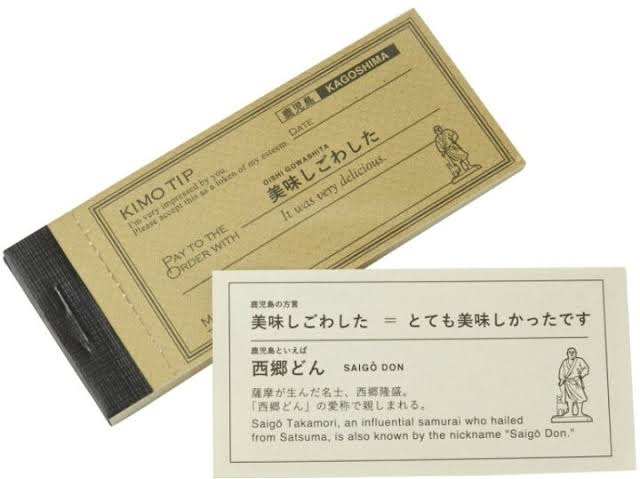 鹿児島 KAGOSHIMA
KIMO TIP
I'm very impressed by you.
Please accept this as a token of my esteem.
DATE
PAY TO THE
ORDER WITH
OISHI GOWASHITA
美味しごわした
It was very delicious.
鹿児島の方言
美味しごわした = とても美味しかったです
鹿児島といえば
西郷どん SAIGŌ DON
薩摩が生んだ名士、西郷隆盛。
「西郷どん」の愛称で親しまれる。
Saigō Takamori, an influential samurai who hailed
from Satsuma, is also known by the nickname "Saigō Don."